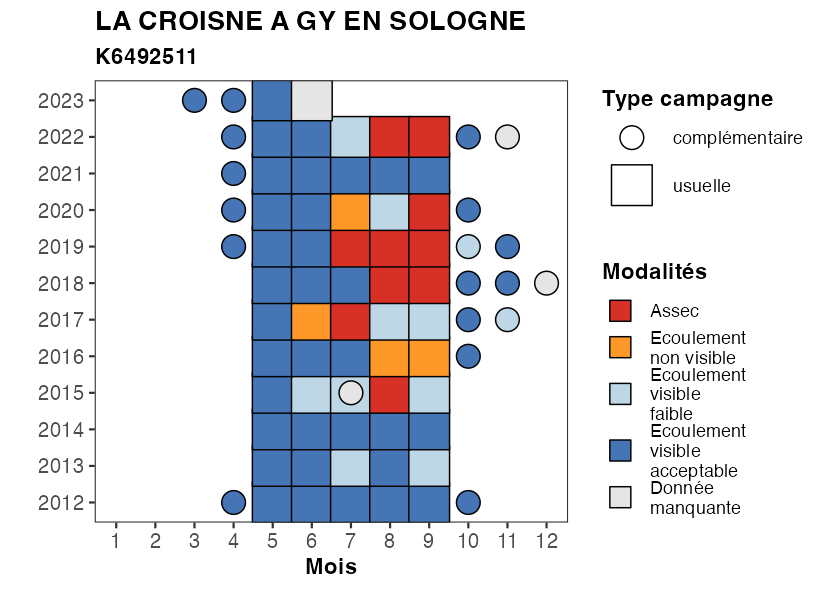 LA CROISNE A GY EN SOLOGNE
K6492511
2023
2022
2021
2020
2019
2018
2017
2016
2015
2014
2013
2012
1 2 3 4 5 6 7 8 9 10 11 12
Mois
Type campagne
complémentaire
usuelle
Modalités
Assec
Ecoulement
non visible
Ecoulement
visible
faible
Ecoulement
visible
acceptable
Donnée
manquante